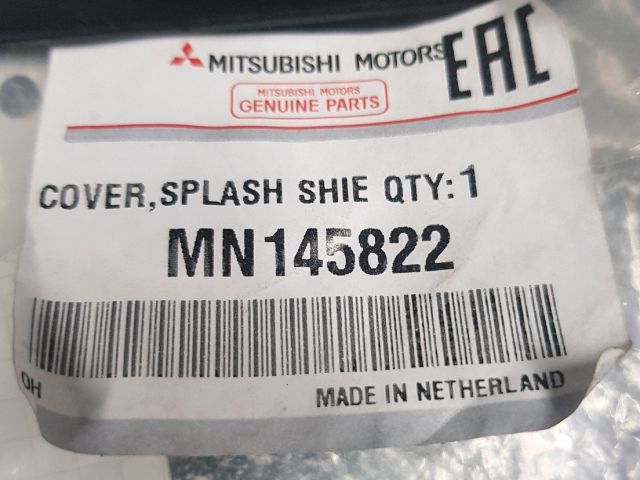 MITSUBISHI MOTORS
EAC
MITSUBISHI MOTORS
GENUINE PARTS
COVER,SPLASH SHIE QTY:1
MN145822
OH
MADE IN NETHERLAND